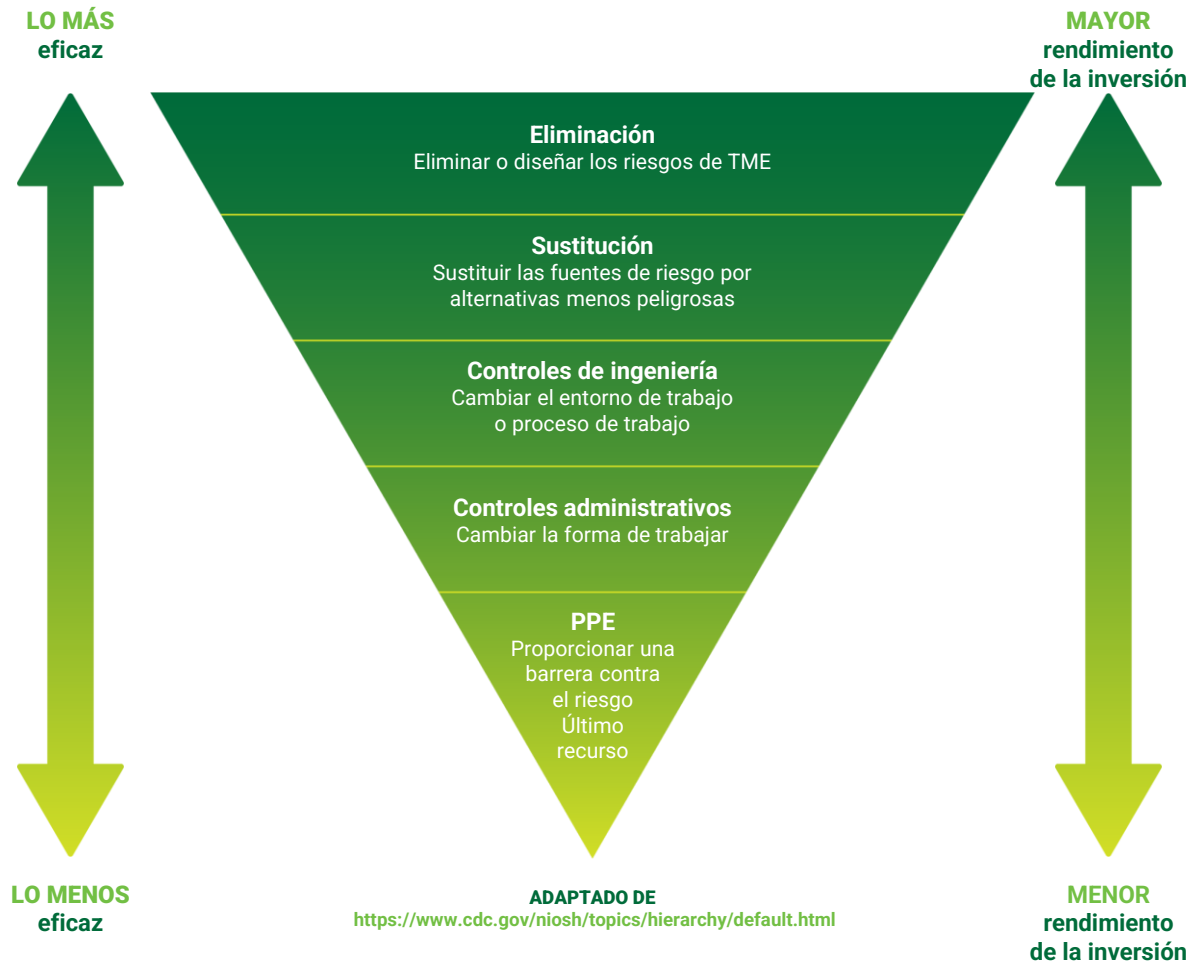 LO MÁS
eficaz
MAYOR
rendimiento
de la inversión
Eliminación
Eliminar o diseñar los riesgos de TME
Sustitución
Sustituir las fuentes de riesgo por
alternativas menos peligrosas
Controles de ingeniería
Cambiar el entorno de trabajo
o proceso de trabajo
Controles administrativos
Cambiar la forma de trabajar
PPE
Proporcionar una
barrera contra
el riesgo
Último
recurso
LO MENOS
eficaz
ADAPTADO DE
https://www.cdc.gov/niosh/topics/hierarchy/default.html
MENOR
rendimiento
de la inversión